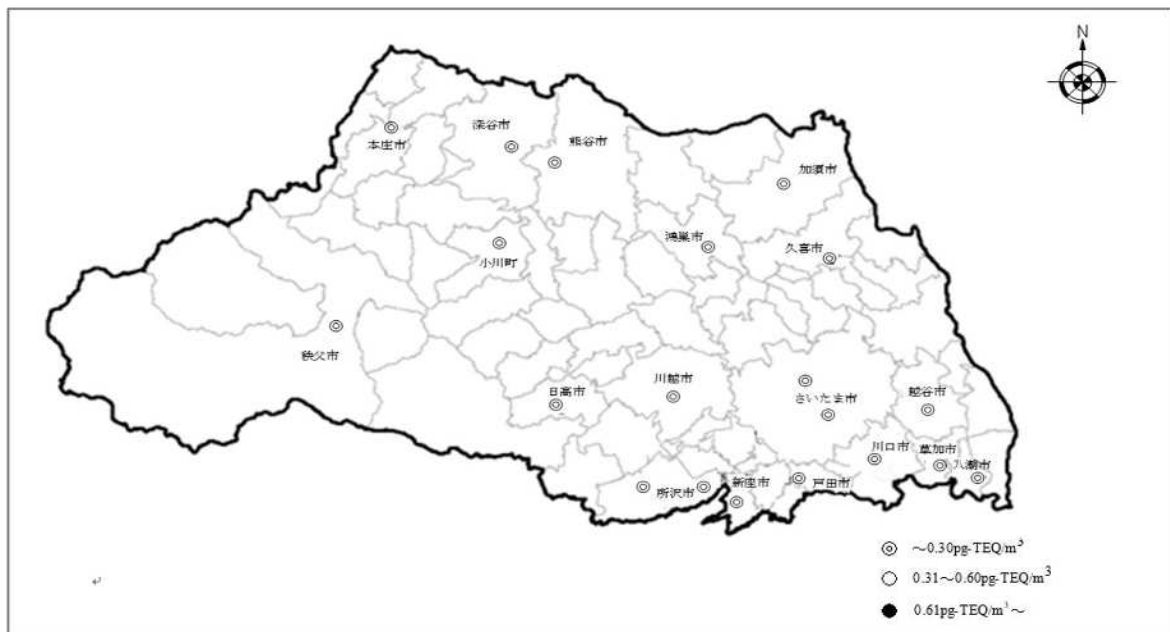 N
深谷市
熊谷市
本庄市
加須市
鴻巣市
久喜市
小川町
秩父市
日高市
川越市
さいたま市
越谷市
川口市
草加市
八潮市
所沢市
新座市
戸田市
～0.30pg-TEQ/m³
0.31～0.60pg-TEQ/m³
0.61pg-TEQ/m³～